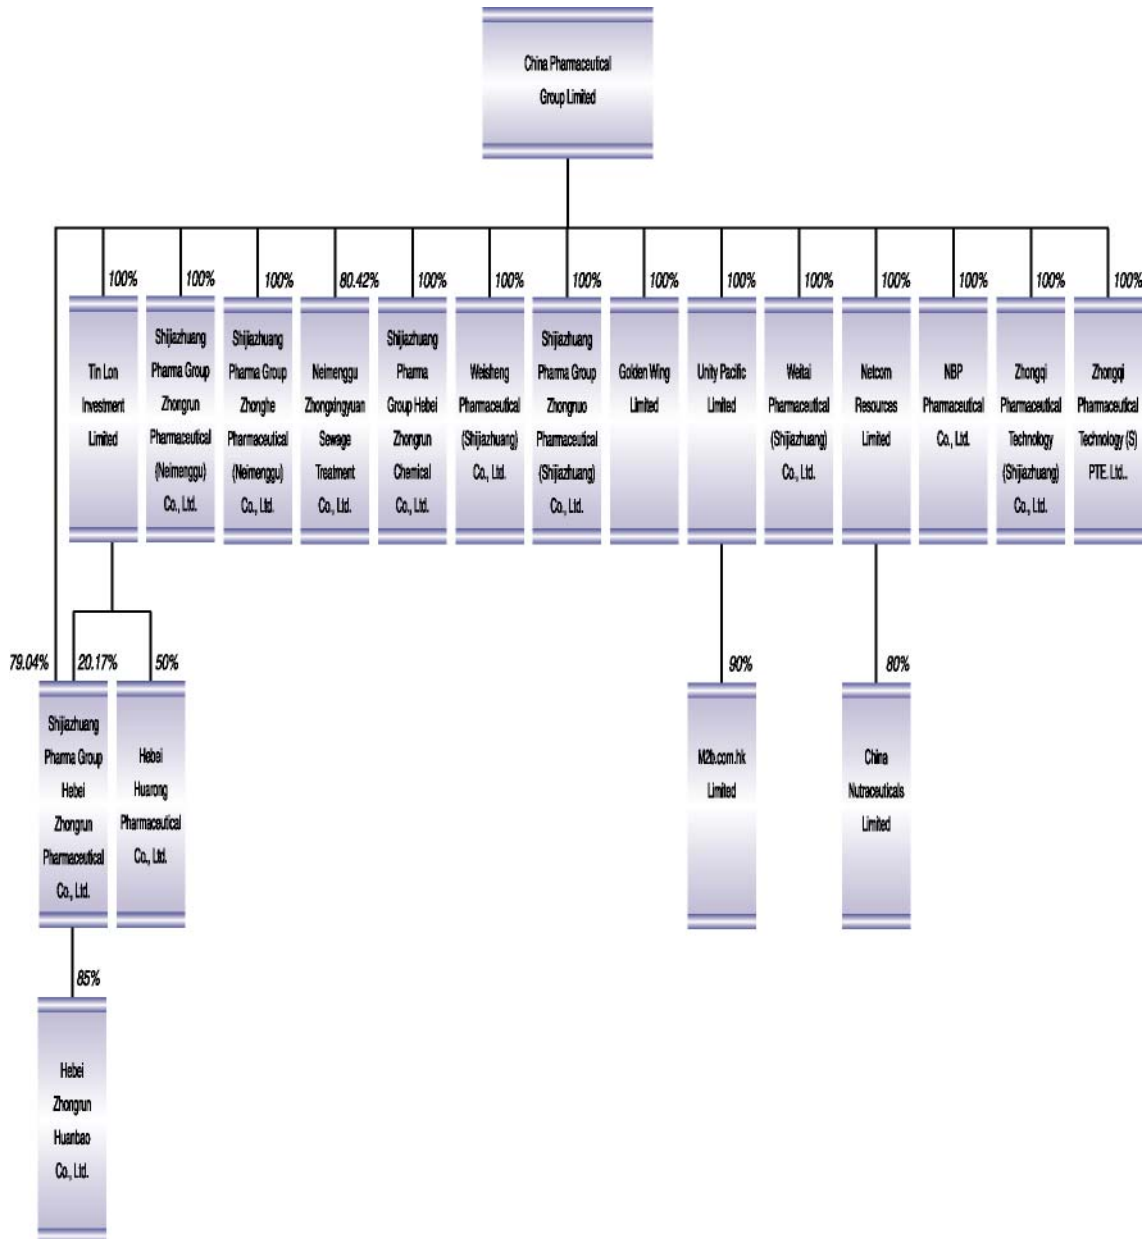 China Pharmaceutical
Group Limited
100%
100%
100%
80.42%
100%
100%
100%
100%
100%
100%
100%
100%
100%
100%
Tin Lon
Investment
Limited
Shijiazhuang
Pharma Group
Zhongrun
Pharmaceutical
(Neimenggu)
Co., Ltd.
Shijiazhuang
Pharma Group
Zhonghe
Pharmaceutical
(Neimenggu)
Co., Ltd.
Neimenggu
Zhongxingyuan
Sewage
Treatment
Co., Ltd.
Shijiazhuang
Pharma
Group Hebei
Zhongrun
Chemical
Co., Ltd.
Weisheng
Pharmaceutical
(Shijiazhuang)
Co., Ltd.
Shijiazhuang
Pharma Group
Zhongnuo
Pharmaceutical
(Shijiazhuang)
Co., Ltd.
Golden Wing
Limited
Unity Pacific
Limited
Weitai
Pharmaceutical
(Shijiazhuang)
Co., Ltd.
Netcom
Resources
Limited
NBP
Pharmaceutical
Co., Ltd.
Zhongqi
Pharmaceutical
Technology
(Shijiazhuang)
Co., Ltd.
Zhongqi
Pharmaceutical
Technology (S)
PTE. Ltd..
79.04%
20.17%
50%
90%
80%
Shijiazhuang
Pharma Group
Hebei
Zhongrun
Pharmaceutical
Co., Ltd.
Hebei
Huarong
Pharmaceutical
Co., Ltd.
M2b.com.hk
Limited
China
Nutraceuticals
Limited
85%
Hebei
Zhongrun
Huanbao
Co., Ltd.